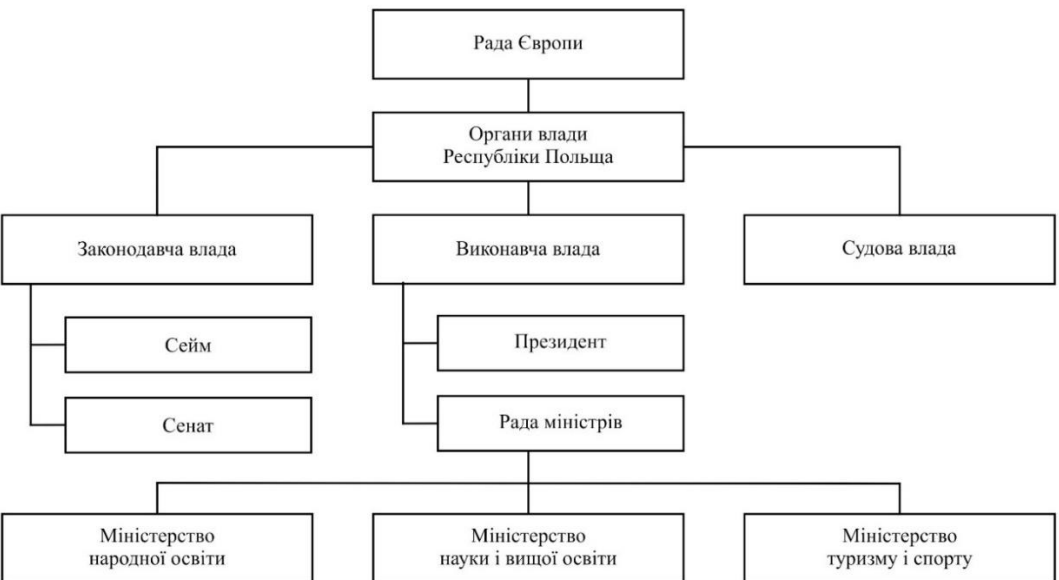 Рада Європи
Органи влади
Республіки Польща
Законодавча влада
Виконавча влада
Судова влада
Сейм
Президент
Сенат
Рада міністрів
Міністерство
народної освіти
Міністерство
науки і вищої освіти
Міністерство
туризму і спорту